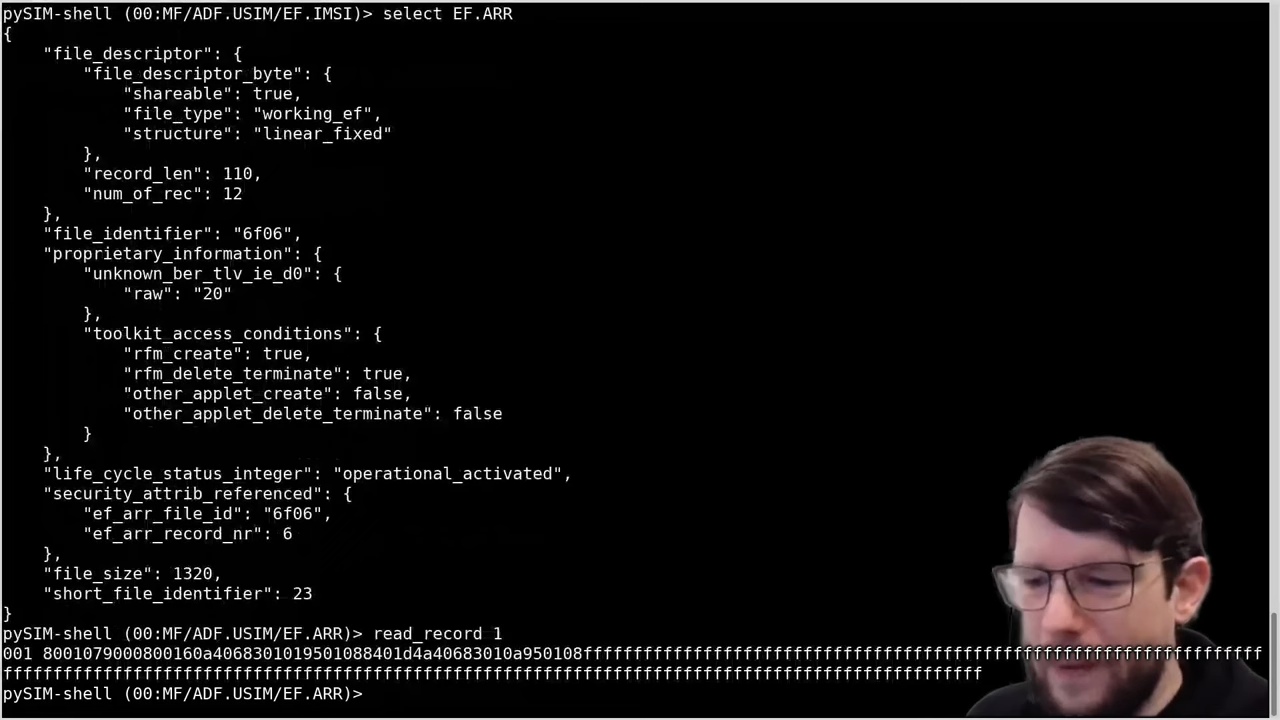 pySIM-shell (00:MF/ADF.USIM/EF.IMSI)> select EF.ARR
{
    "file_descriptor": {
        "file_descriptor_byte": {
            "shareable": true,
            "file_type": "working_ef",
            "structure": "linear_fixed"
        },
        "record_len": 110,
        "num_of_rec": 12
    },
    "file_identifier": "6f06",
    "proprietary_information": {
        "unknown_ber_tlv_ie_d0": {
            "raw": "20"
        },
        "toolkit_access_conditions": {
            "rfm_create": true,
            "rfm_delete_terminate": true,
            "other_applet_create": false,
            "other_applet_delete_terminate": false
        }
    },
    "life_cycle_status_integer": "operational_activated",
    "security_attrib_referenced": {
        "ef_arr_file_id": "6f06",
        "ef_arr_record_nr": 6
    },
    "file_size": 1320,
    "short_file_identifier": 23
}
pySIM-shell (00:MF/ADF.USIM/EF.ARR)> read_record 1
001 8001079000800160a4068301019501088401d4a40683010a950108ffffffffffffffffffffffffffffffffffffffffffffffffffffffffffffffffffff
ffffffffffffffffffffffffffffffffffffffffffffffffffffffffffffffffffffffffffffffffffffffffffffffffff
pySIM-shell (00:MF/ADF.USIM/EF.ARR)>